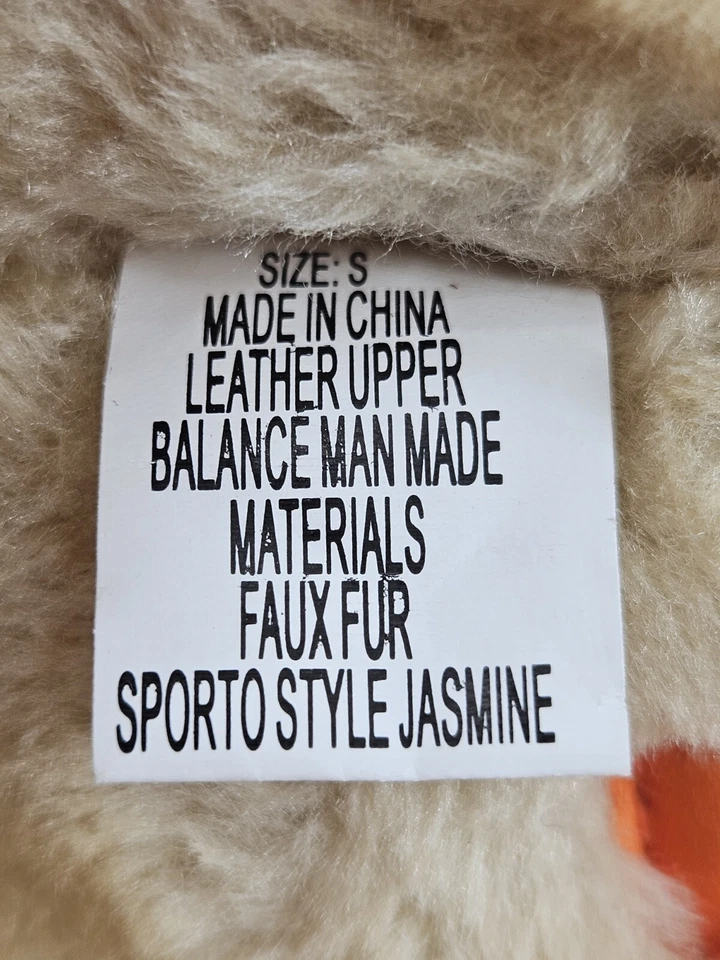 SIZE: S
MADE IN CHINA
LEATHER UPPER
BALANCE MAN MADE
MATERIALS
FAUX FUR
SPORTO STYLE JASMINE